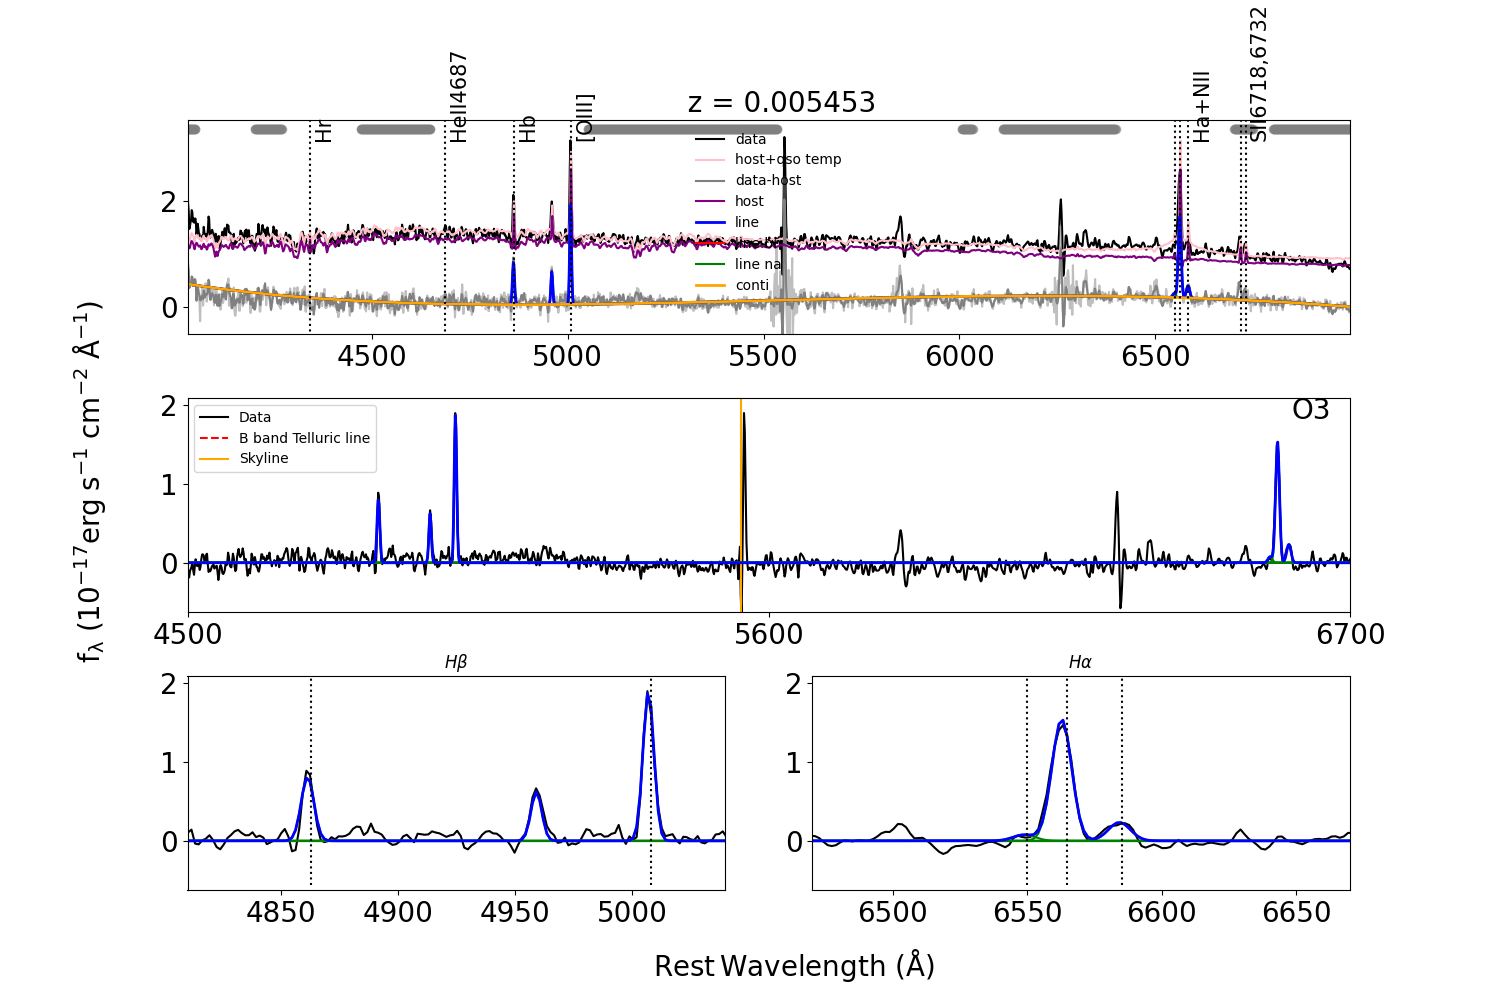 z = 0.005453
Hr
HeII4687
Hb
[OIII]
Ha+NII
SII6718,6732
data
host+qso temp
data-host
host
line
line na
conti
2
0
4500
5000
5500
6000
6500
O3
Data
B band Telluric line
Skyline
2
1
0
4500
5600
6700
fλ (10⁻¹⁷erg s⁻¹ cm⁻² Å⁻¹)
Hβ
2
1
0
4850
4900
4950
5000
Hα
2
1
0
6500
6550
6600
6650
Rest Wavelength (Å)